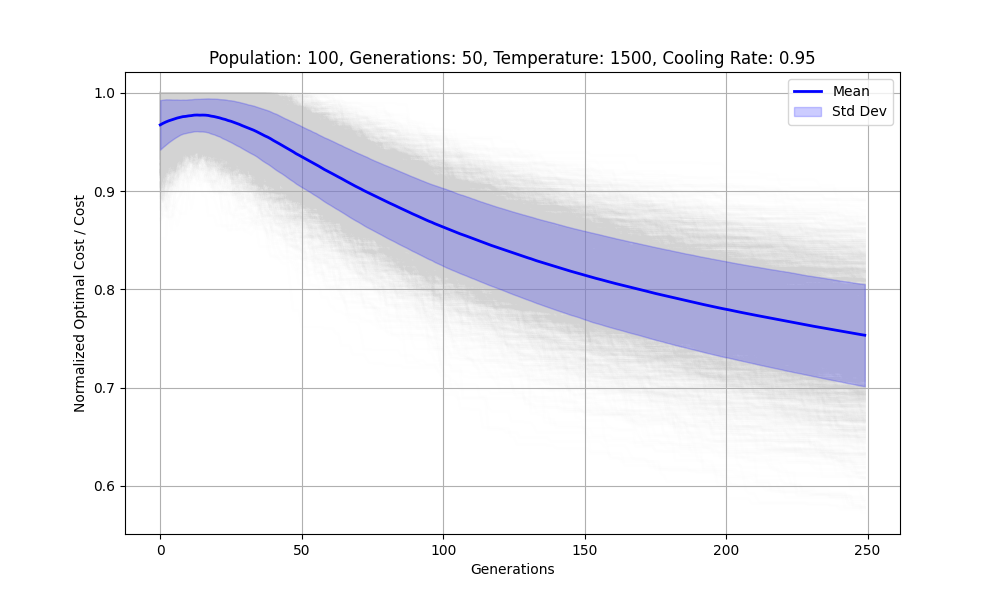 Population: 100, Generations: 50, Temperature: 1500, Cooling Rate: 0.95
Mean
Std Dev
Normalized Optimal Cost / Cost
1.0
0.9
0.8
0.7
0.6
0
50
100
150
200
250
Generations